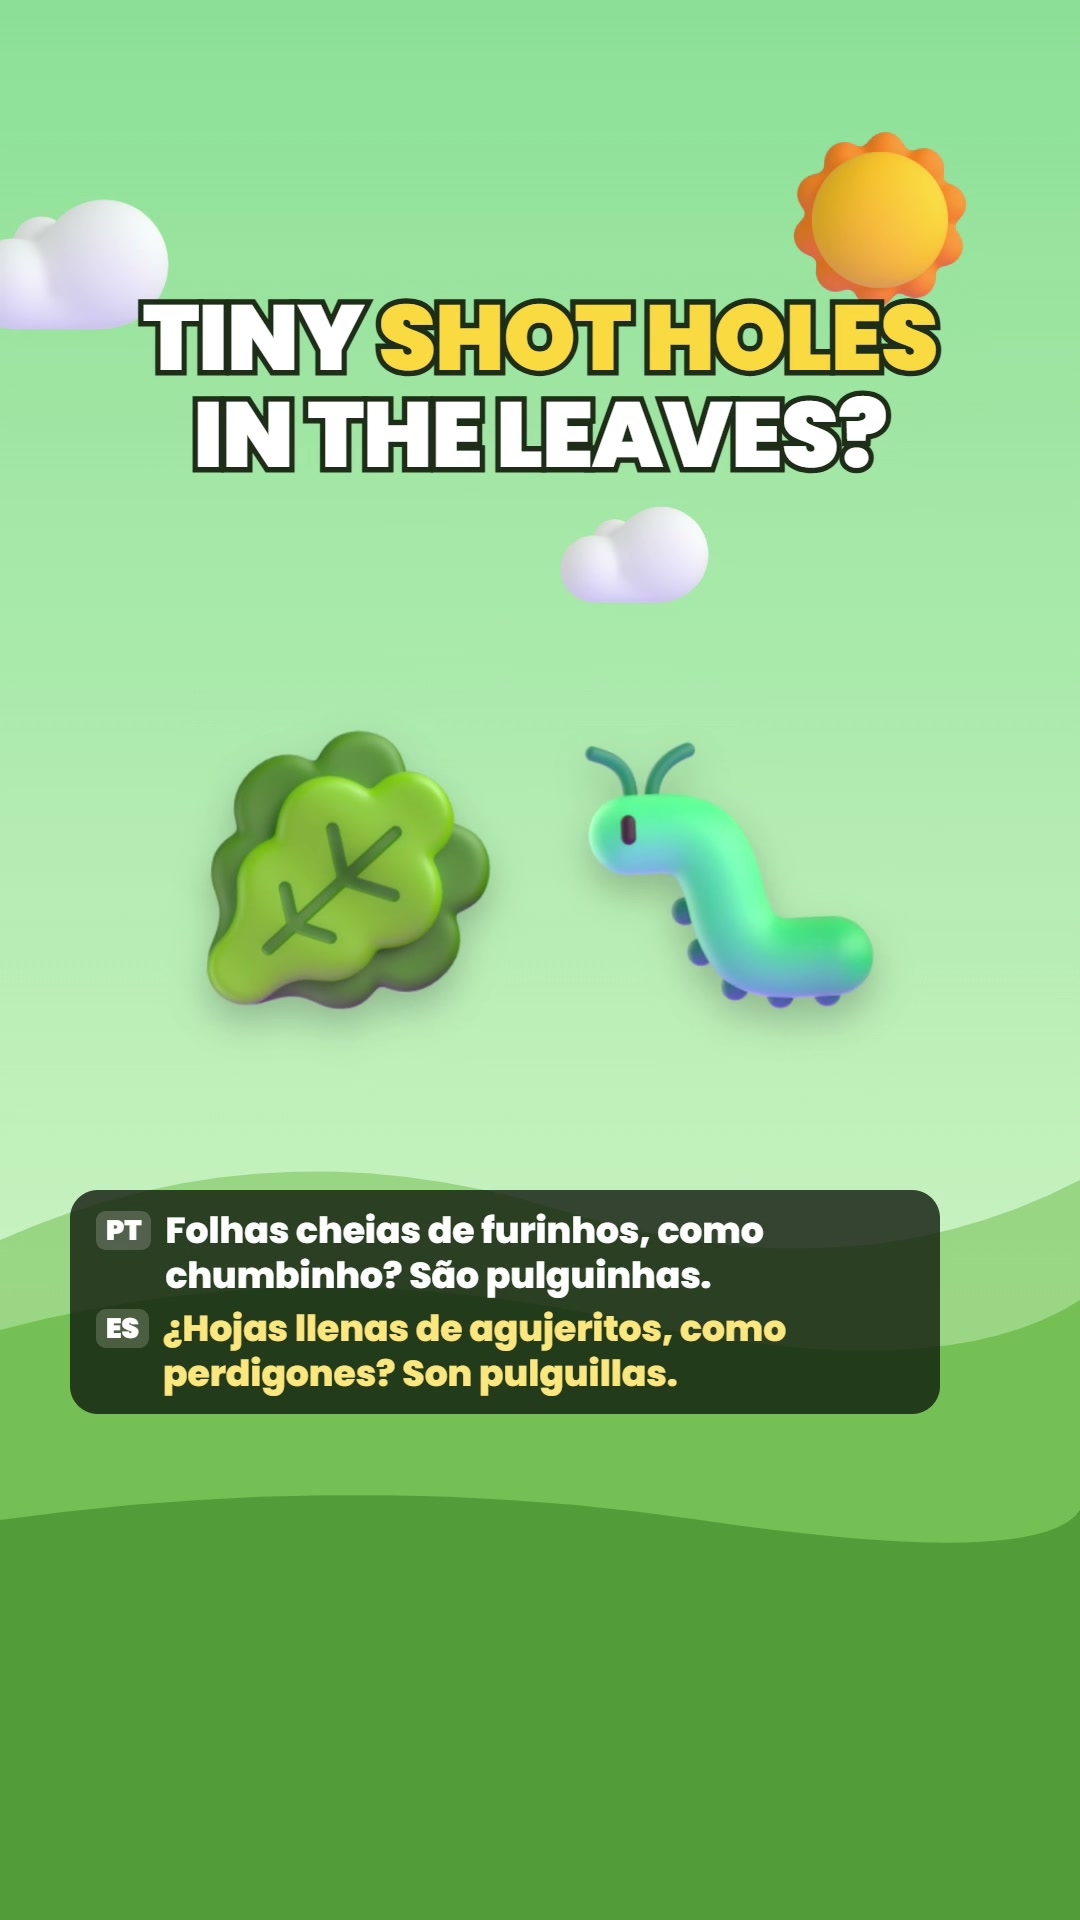 TINY SHOT HOLES
IN THE LEAVES?
PT Folhas cheias de furinhos, como
chumbinho? São pulguinhas.
ES ¿Hojas llenas de agujeritos, como
perdigones? Son pulguillas.